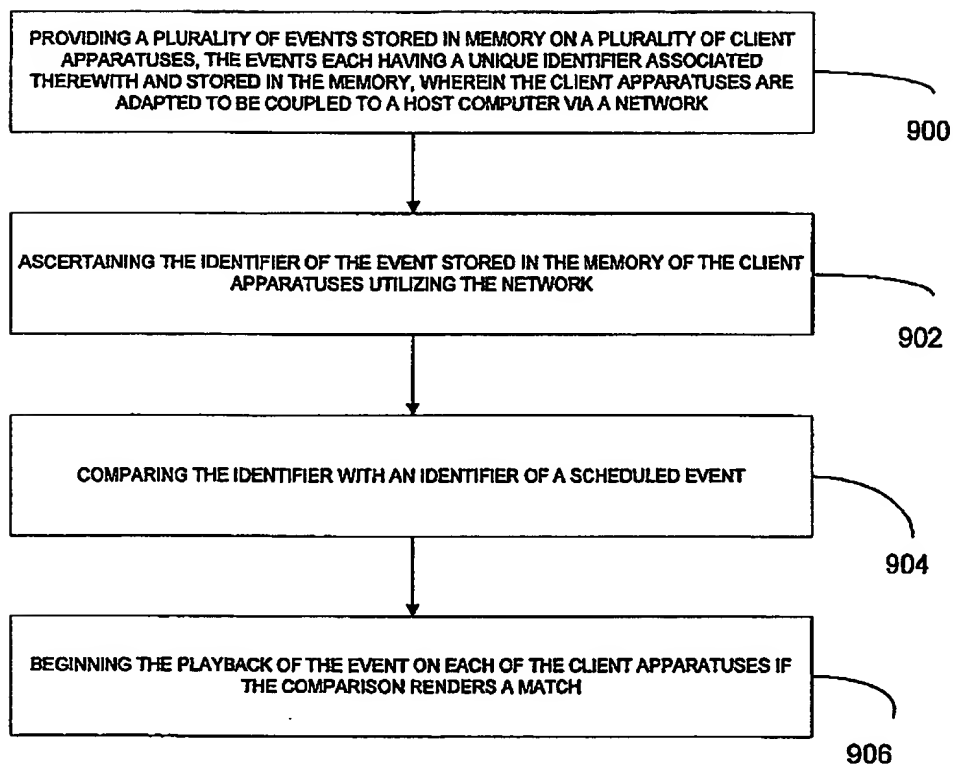 PROVIDING A PLURALITY OF EVENTS STORED IN MEMORY ON A PLURALITY OF CLIENT
APPARATUSES, THE EVENTS EACH HAVING A UNIQUE IDENTIFIER ASSOCIATED
THEREWITH AND STORED IN THE MEMORY, WHEREIN THE CLIENT APPARATUSES ARE
ADAPTED TO BE COUPLED TO A HOST COMPUTER VIA A NETWORK
900
ASCERTAINING THE IDENTIFIER OF THE EVENT STORED IN THE MEMORY OF THE CLIENT
APPARATUSES UTILIZING THE NETWORK
902
COMPARING THE IDENTIFIER WITH AN IDENTIFIER OF A SCHEDULED EVENT
904
BEGINNING THE PLAYBACK OF THE EVENT ON EACH OF THE CLIENT APPARATUSES IF
THE COMPARISON RENDERS A MATCH
906